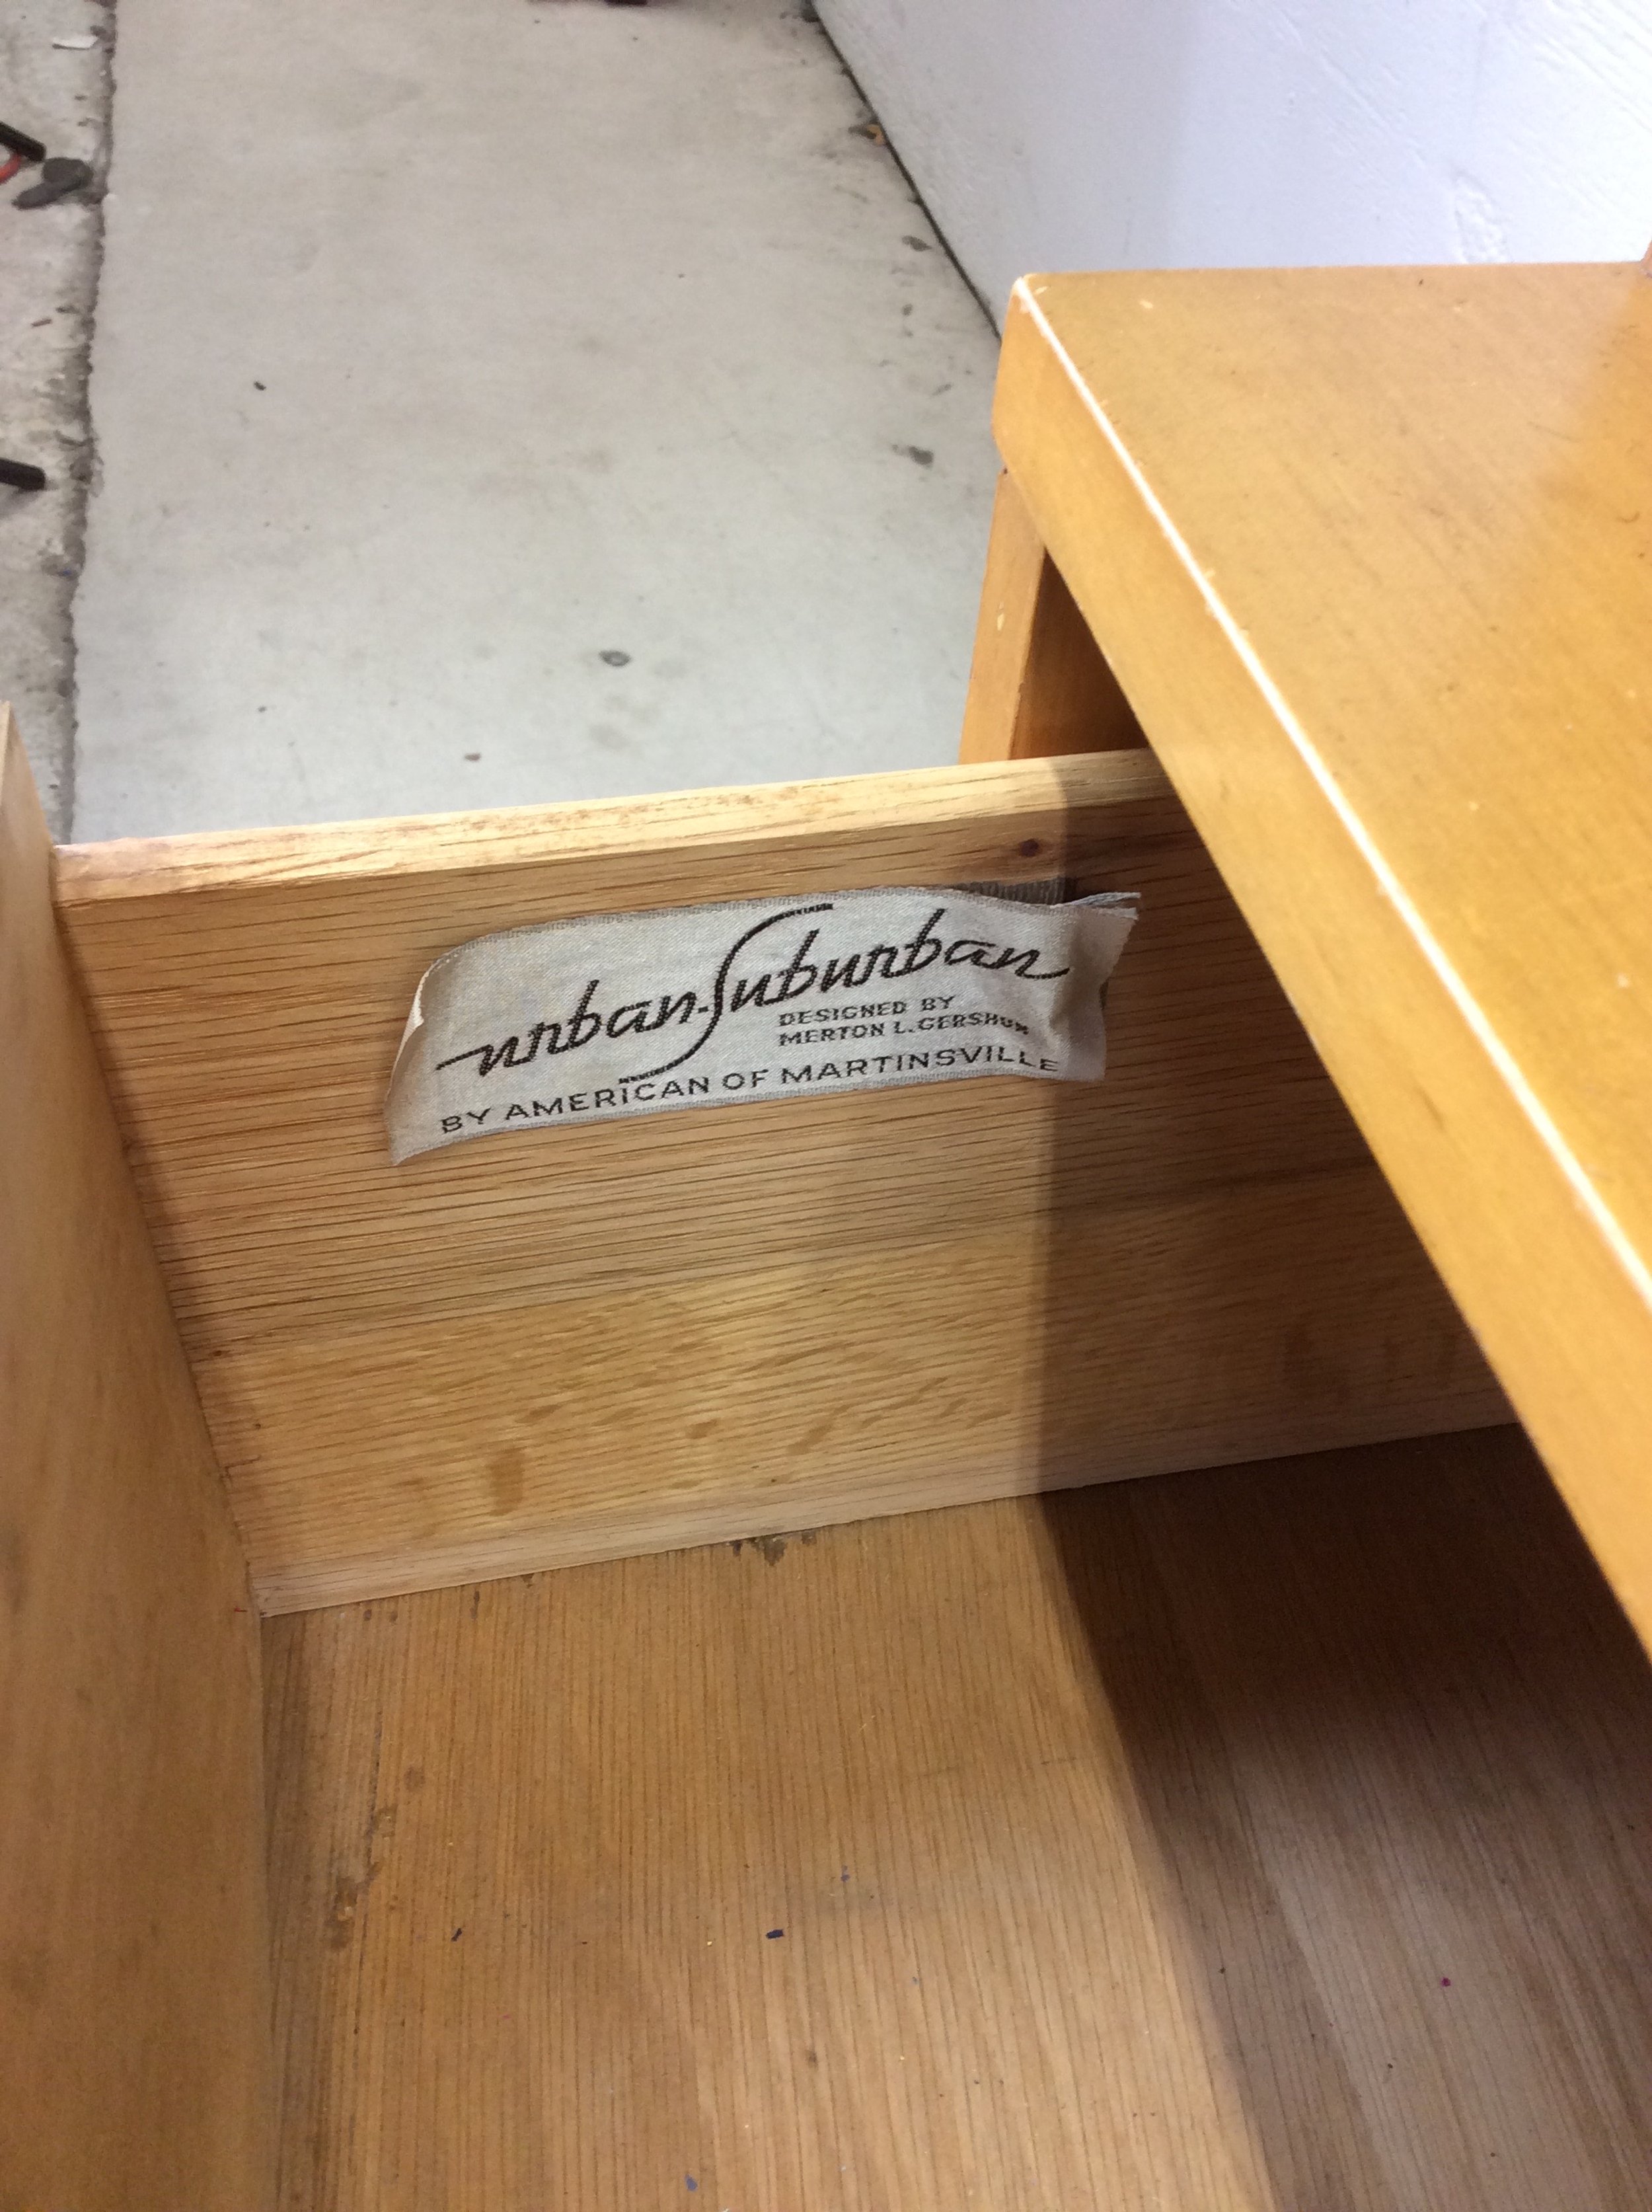 urban-Suburban
DESIGNED BY
MERTON L. GERSHUN
BY AMERICAN OF MARTINSVILLE